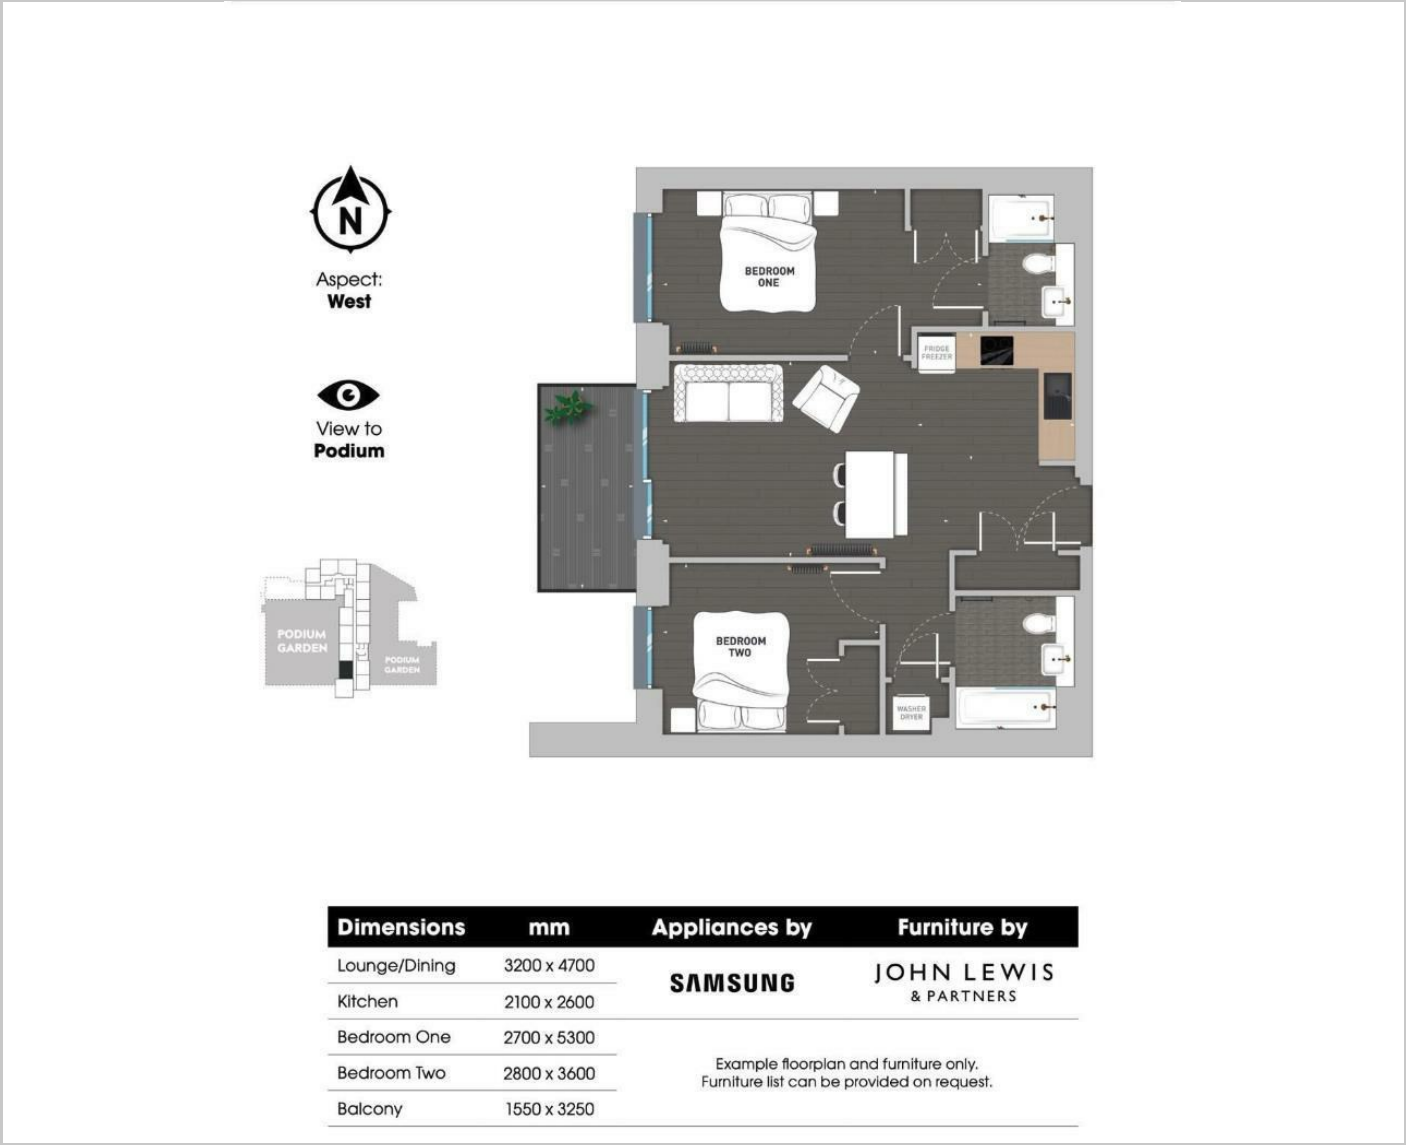 N
Aspect:
West
View to
Podium
PODIUM
GARDEN
PODIUM
GARDEN
BEDROOM
ONE
FRIDGE
FREEZER
BEDROOM
TWO
WASHER
DRYER
Dimensions mm Appliances by Furniture by
Lounge/Dining 3200 x 4700
SAMSUNG
JOHN LEWIS
& PARTNERS
Kitchen 2100 x 2600
Bedroom One 2700 x 5300
Bedroom Two 2800 x 3600
Balcony 1550 x 3250
Example floorplan and furniture only.
Furniture list can be provided on request.